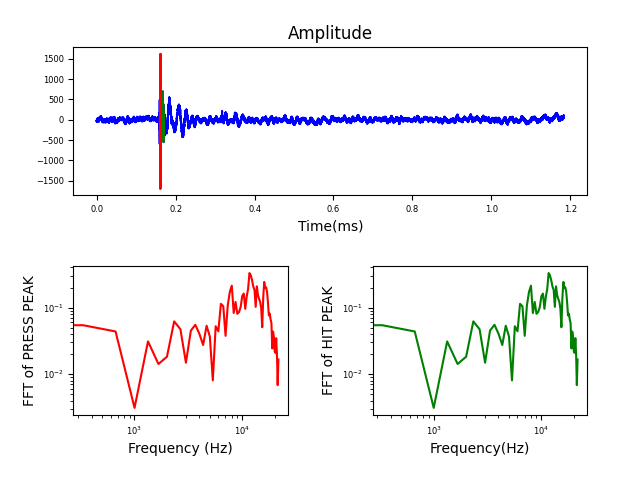 Amplitude
1500
1000
500
0
−500
−1000
−1500
0.0 0.2 0.4 0.6 0.8 1.0 1.2
Time(ms)
FFT of PRESS PEAK
10⁻¹
10⁻²
10³ 10⁴
Frequency (Hz)
FFT of HIT PEAK
10⁻¹
10⁻²
10³ 10⁴
Frequency(Hz)